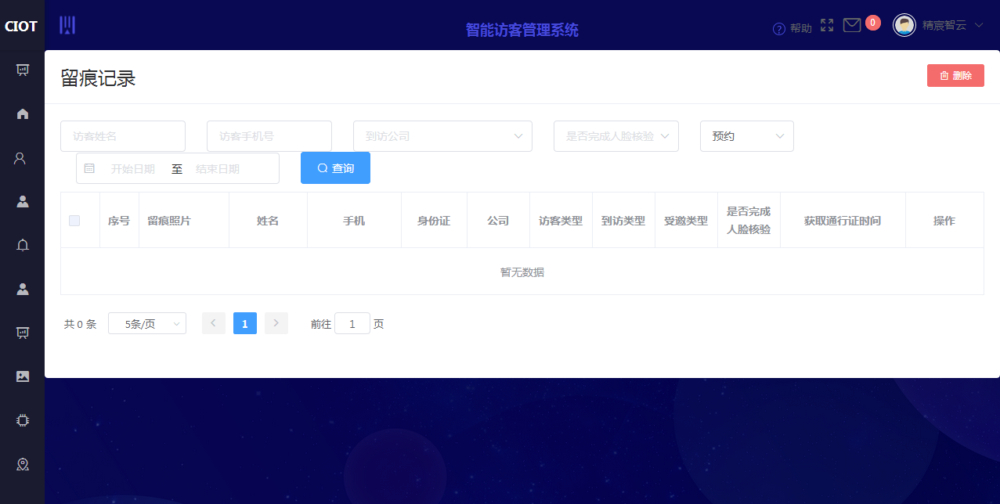 CIOT
智能访客管理系统
帮助
0
精宸智云
留痕记录
删除
访客姓名
访客手机号
到访公司
是否完成人脸核验
预约
开始日期 至 结束日期
查询
序号 留痕照片 姓名 手机 身份证 公司 访客类型 到访类型 受邀类型 是否完成人脸核验 获取通行证时间 操作
暂无数据
共 0 条 5条/页 1 前往 1 页